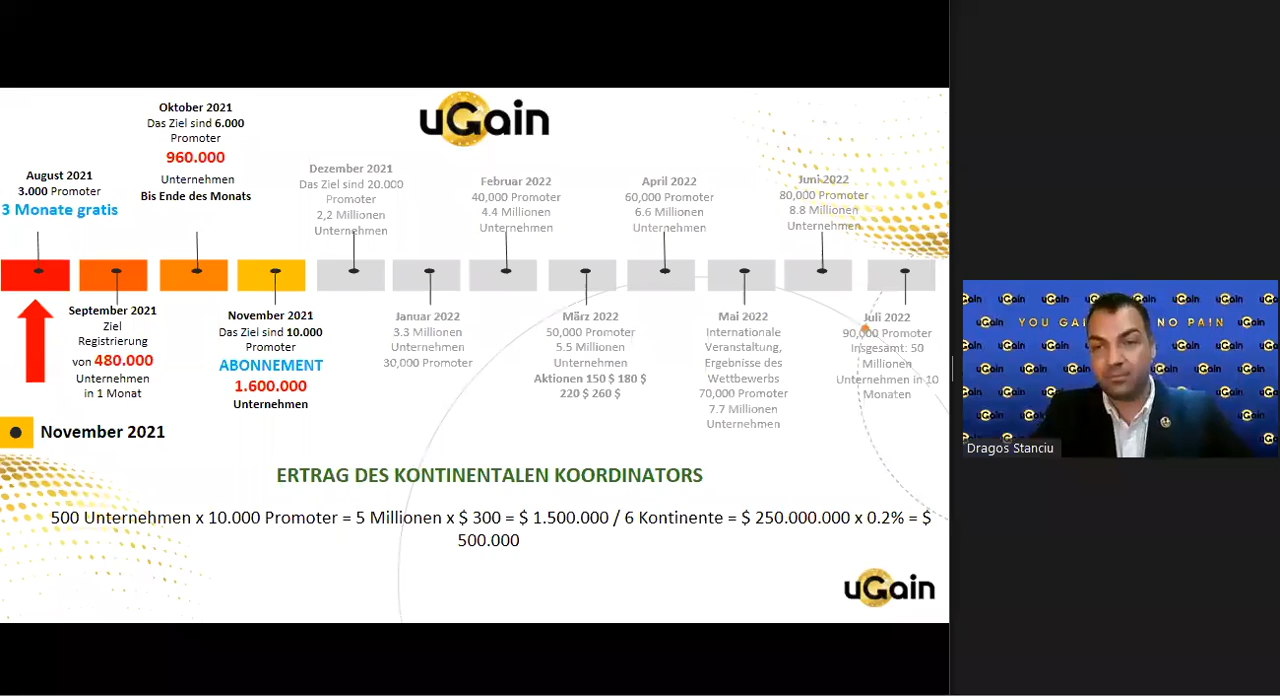 Oktober 2021
Das Ziel sind 6.000
Promoter
960.000
Unternehmen
Bis Ende des Monats
uGain
August 2021
3.000 Promoter
3 Monate gratis
Dezember 2021
Das Ziel sind 20.000
Promoter
2,2 Millionen
Unternehmen
Februar 2022
40,000 Promoter
4.4 Millionen
Unternehmen
April 2022
60,000 Promoter
6.6 Millionen
Unternehmen
Juni 2022
80,000 Promoter
8.8 Millionen
Unternehmen
September 2021
Ziel
Registrierung
von 480.000
Unternehmen
in 1 Monat
November 2021
Das Ziel sind 10.000
Promoter
ABONNEMENT
1.600.000
Unternehmen
Januar 2022
3.3 Millionen
Unternehmen
30,000 Promoter
März 2022
50,000 Promoter
5.5 Millionen
Unternehmen
Aktionen 150 $ 180 $
220 $ 260 $
Mai 2022
Internationale
Veranstaltung,
Ergebnisse des
Wettbewerbs
70,000 Promoter
7.7 Millionen
Unternehmen
Juli 2022
90,000 Promoter
Insgesamt: 50
Millionen
Unternehmen in 10
Monaten
November 2021
ERTRAG DES KONTINENTALEN KOORDINATORS
500 Unternehmen x 10.000 Promoter = 5 Millionen x $ 300 = $ 1.500.000 / 6 Kontinente = $ 250.000.000 x 0.2% = $
500.000
uGain
YOU GAI NO PAIN
Dragos Stanciu